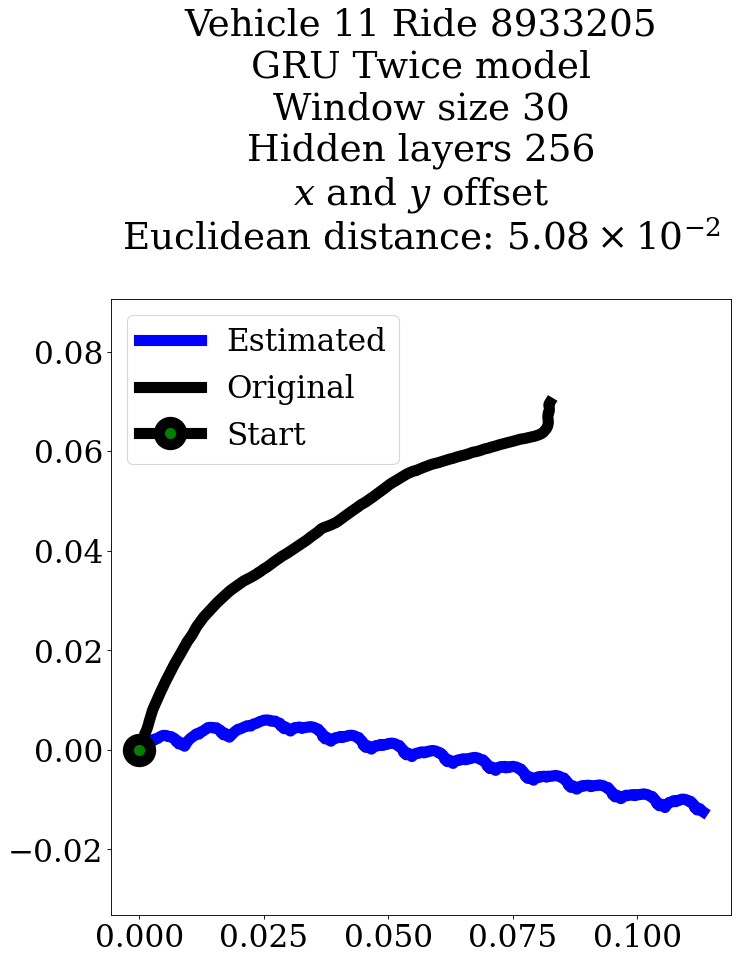 Vehicle 11 Ride 8933205
GRU Twice model
Window size 30
Hidden layers 256
x and y offset
Euclidean distance: 5.08 × 10⁻²
Estimated
Original
Start
0.08
0.06
0.04
0.02
0.00
−0.02
0.000 0.025 0.050 0.075 0.100